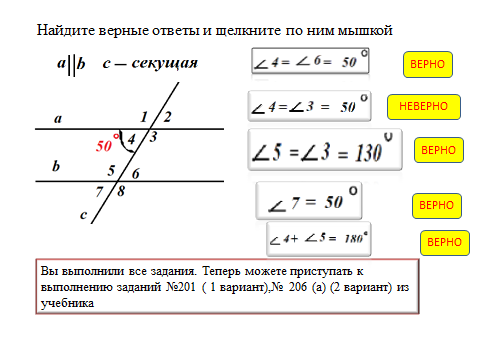 Найдите верные ответы и щелкните по ним мышкой
a||b c – секущая
∠4 = ∠6 = 50°
ВЕРНО
∠4 = ∠3 = 50°
НЕВЕРНО
∠5 = ∠3 = 130°
ВЕРНО
∠7 = 50°
ВЕРНО
∠4 + ∠5 = 180°
ВЕРНО
a
1 2
50° 4 3
b
5 6
7 8
c
Вы выполнили все задания. Теперь можете приступать к
выполнению заданий №201 ( 1 вариант),№ 206 (а) (2 вариант) из
учебника